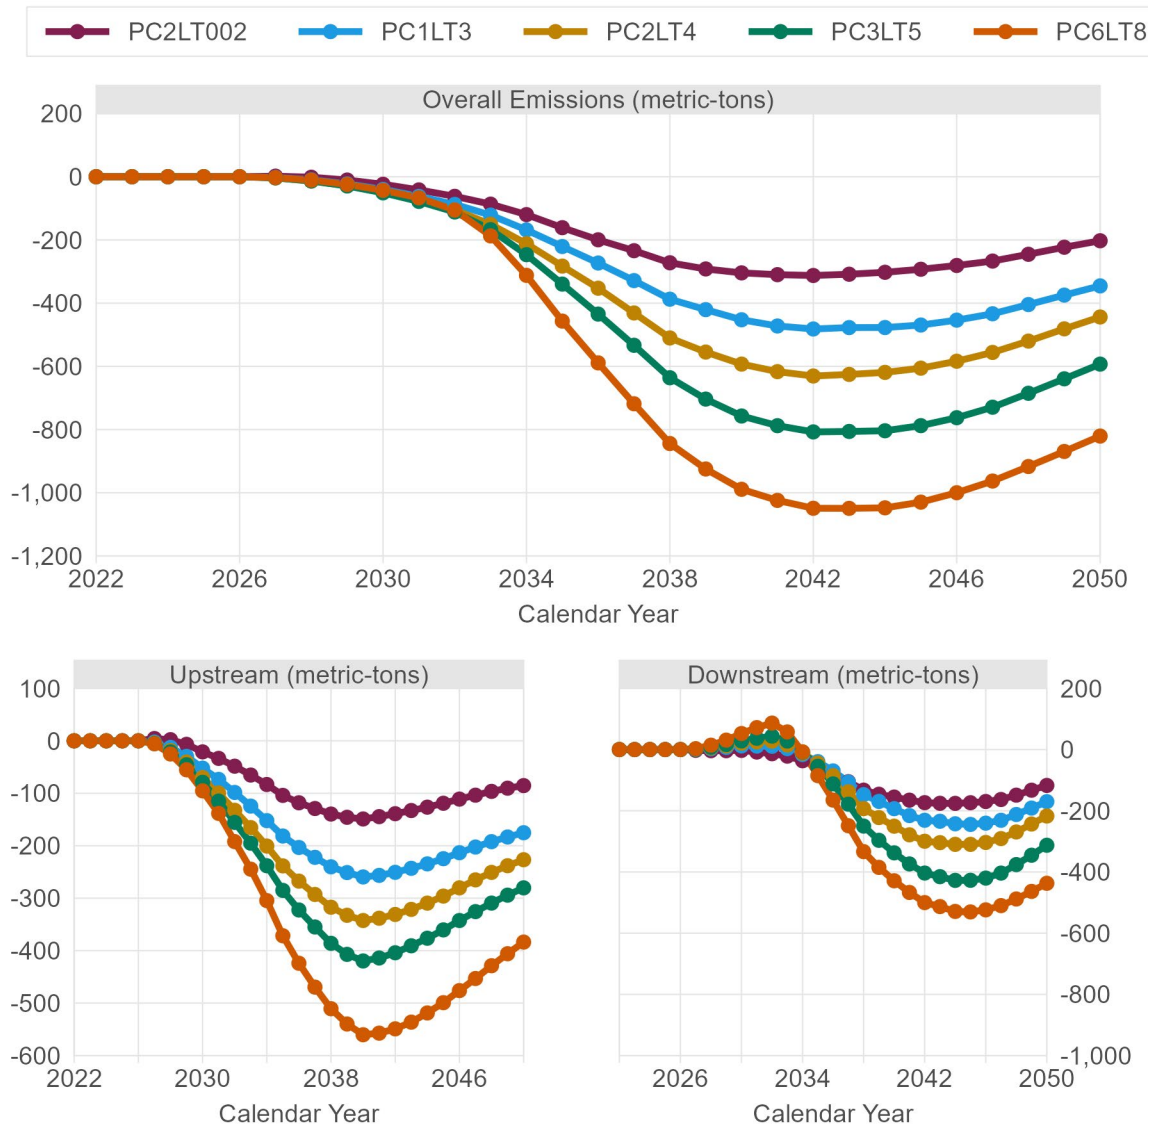 PC2LT002 PC1LT3 PC2LT4 PC3LT5 PC6LT8
Overall Emissions (metric-tons)
200
0
-200
-400
-600
-800
-1,000
-1,200
2022 2026 2030 2034 2038 2042 2046 2050
Calendar Year
Upstream (metric-tons)
100
0
-100
-200
-300
-400
-500
-600
2022 2030 2038 2046
Calendar Year
Downstream (metric-tons)
200
0
-200
-400
-600
-800
-1,000
2026 2034 2042 2050
Calendar Year